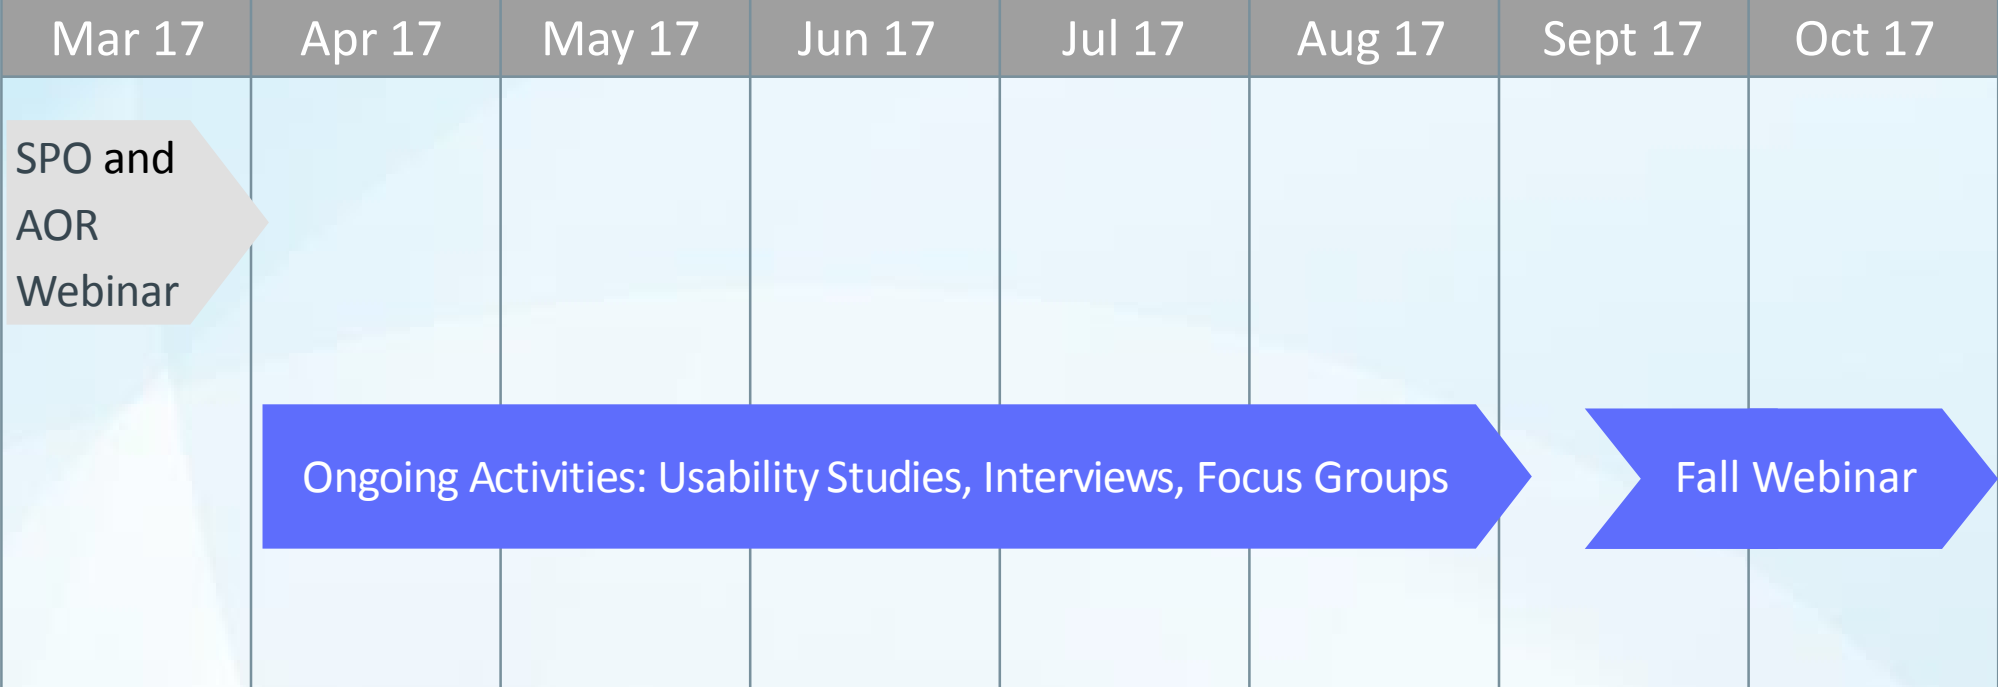 Mar 17 Apr 17 May 17 Jun 17 Jul 17 Aug 17 Sept 17 Oct 17
SPO and
AOR
Webinar
Ongoing Activities: Usability Studies, Interviews, Focus Groups
Fall Webinar